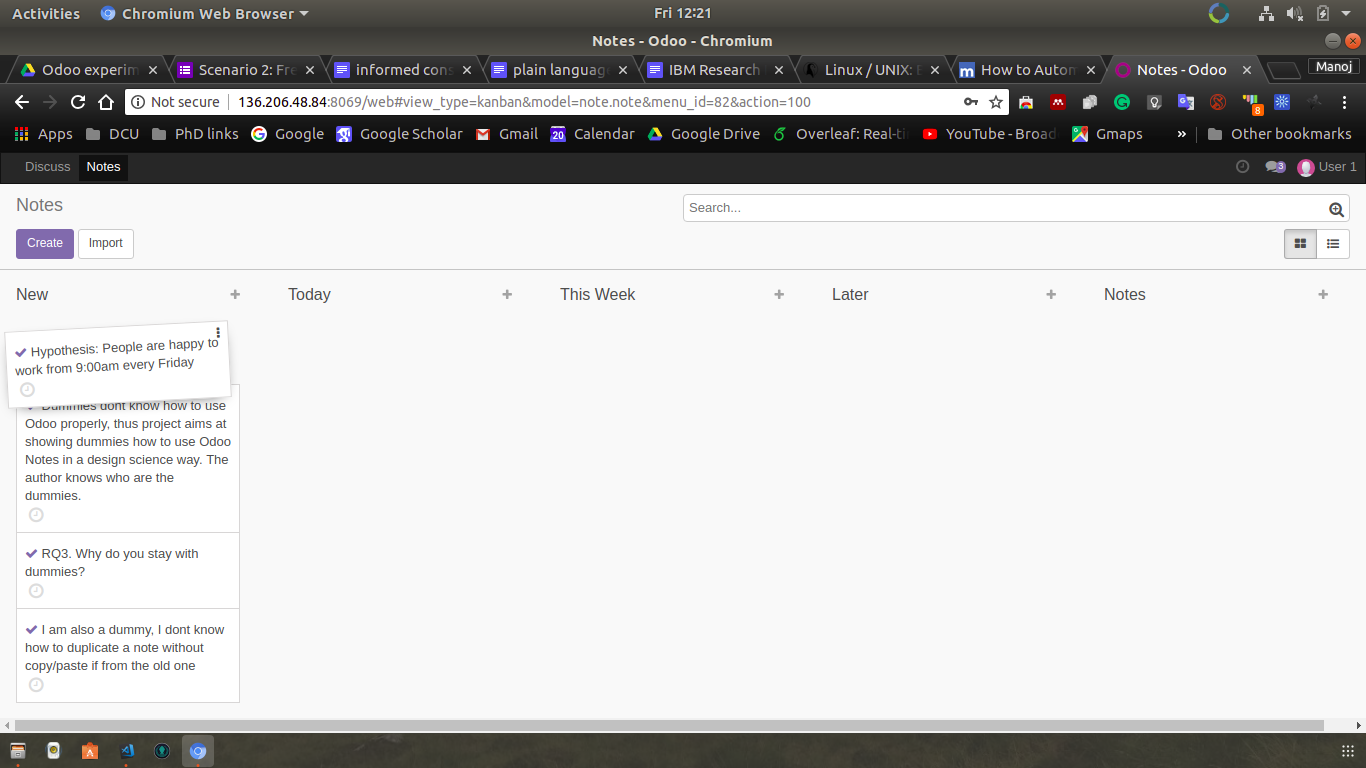 Activities Chromium Web Browser Fri 12:21
Notes - Odoo - Chromium
Odoo experim Scenario 2: Fre informed cons plain language IBM Research Linux / UNIX: How to Autom Notes - Odoo Manoj
Not secure 136.206.48.84:8069/web#view_type=kanban&model=note.note&menu_id=82&action=100 8
Apps DCU PhD links Google Google Scholar Gmail 20 Calendar Google Drive Overleaf: Real-ti YouTube - Broad Gmaps » Other bookmarks
Discuss Notes 3 User 1
Notes Search...
Create Import
New Today This Week Later Notes
Hypothesis: People are happy to
work from 9:00am every Friday
Dummies dont know how to use
Odoo properly, thus project aims at
showing dummies how to use Odoo
Notes in a design science way. The
author knows who are the
dummies.
RQ3. Why do you stay with
dummies?
I am also a dummy, I dont know
how to duplicate a note without
copy/paste if from the old one